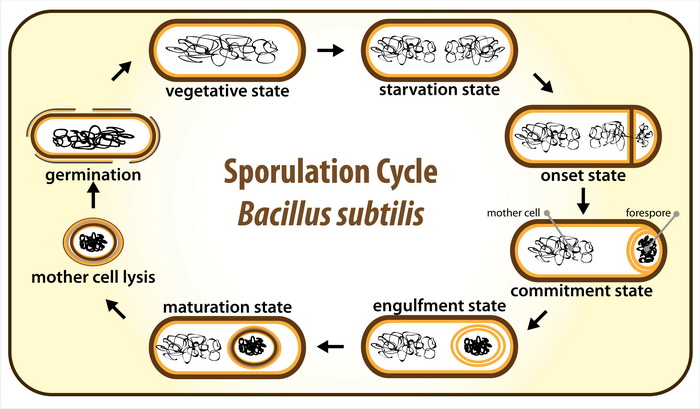 vegetative state
starvation state
germination
Sporulation Cycle
Bacillus subtilis
onset state
mother cell
forespore
mother cell lysis
commitment state
maturation state
engulfment state